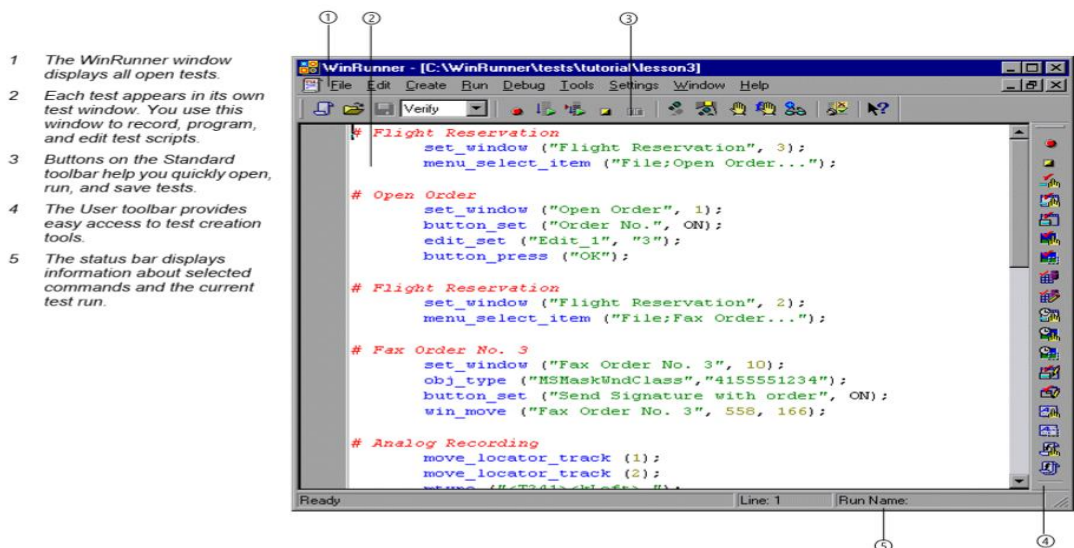 1 2 3
1 The WinRunner window
displays all open tests.
2 Each test appears in its own
test window. You use this
window to record, program,
and edit test scripts.
3 Buttons on the Standard
toolbar help you quickly open,
run, and save tests.
4 The User toolbar provides
easy access to test creation
tools.
5 The status bar displays
information about selected
commands and the current
test run.
WinRunner - [C:\WinRunner\tests\tutorial\lesson3]
File Edit Create Run Debug Tools Settings Window Help
Verify
# Flight Reservation
set_window ("Flight Reservation", 3);
menu_select_item ("File;Open Order...");
# Open Order
set_window ("Open Order", 1);
button_set ("Order No.", ON);
edit_set ("Edit_1", "3");
button_press ("OK");
# Flight Reservation
set_window ("Flight Reservation", 2);
menu_select_item ("File;Fax Order...");
# Fax Order No. 3
set_window ("Fax Order No. 3", 10);
obj_type ("MSMaskWndClass","4155551234");
button_set ("Send Signature with order", ON);
win_move ("Fax Order No. 3", 558, 166);
# Analog Recording
move_locator_track (1);
move_locator_track (2);
Ready Line: 1 Run Name:
5 4